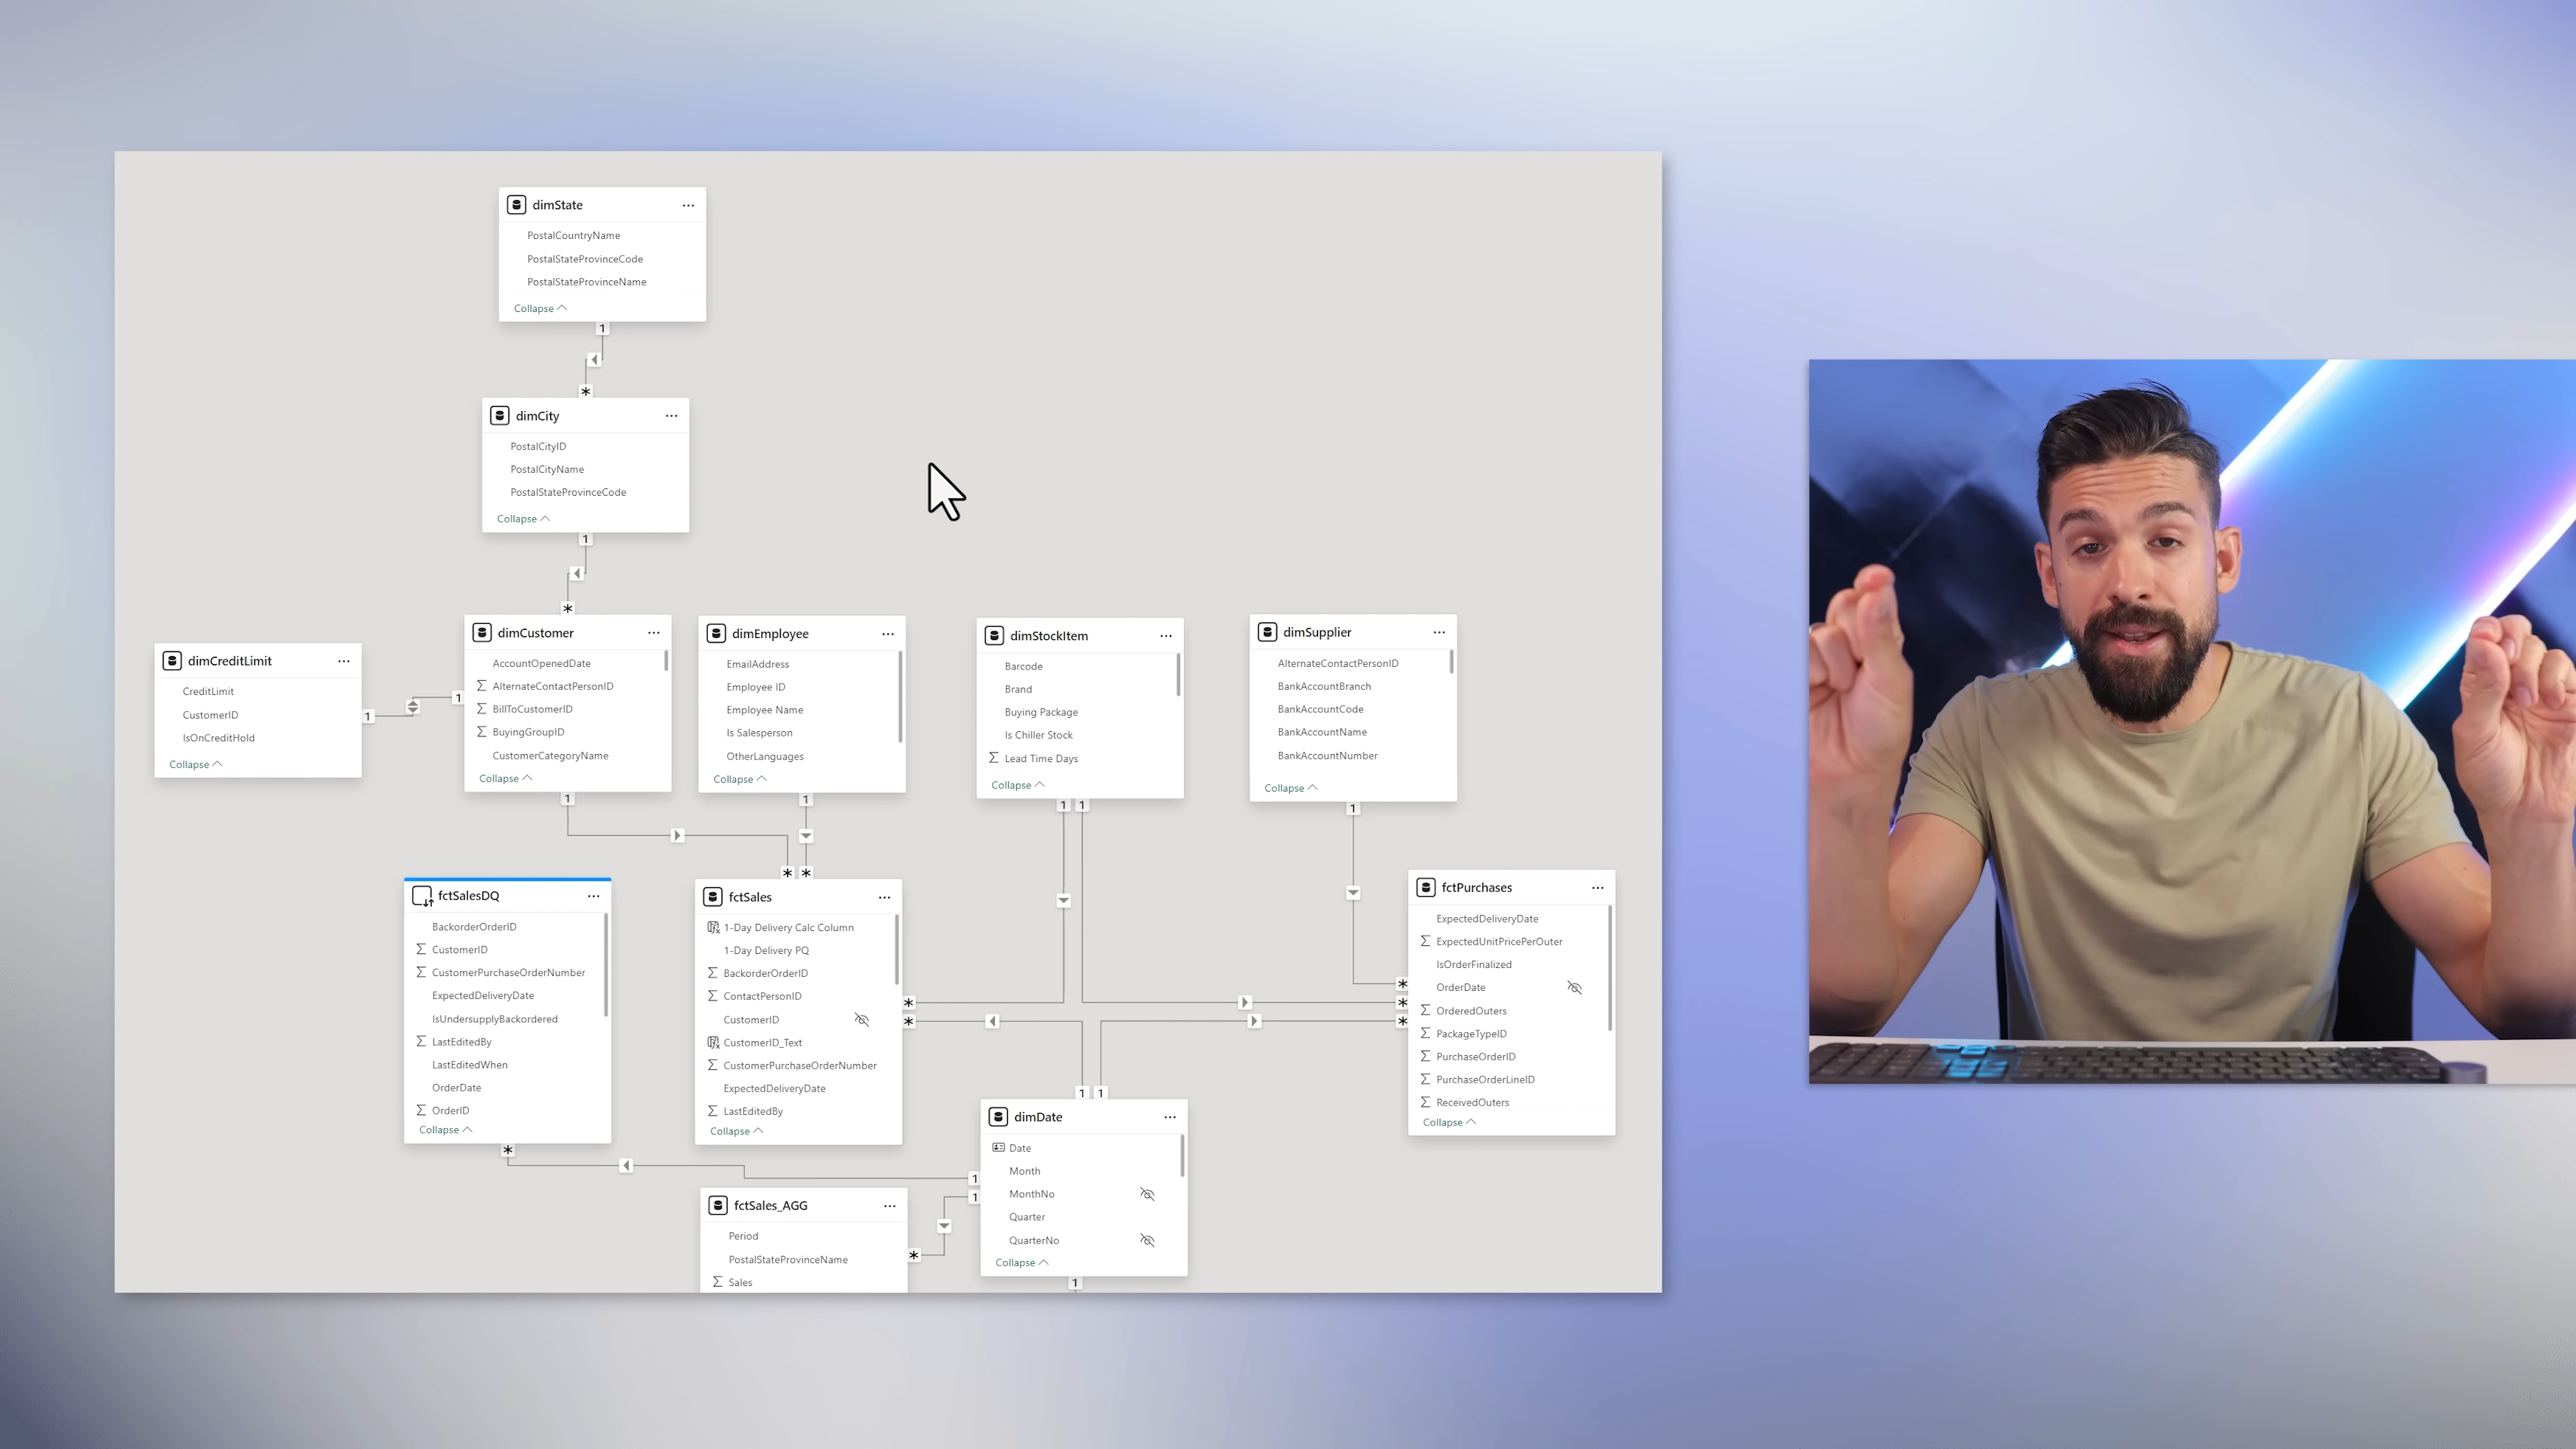 dimState
PostalCountryName
PostalStateProvinceCode
PostalStateProvinceName
Collapse
1
*
dimCity
PostalCityID
PostalCityName
PostalStateProvinceCode
Collapse
1
*
dimCreditLimit
CreditLimit
CustomerID
IsOnCreditHold
Collapse
1
1
dimCustomer
AccountOpenedDate
AlternateContactPersonID
BillToCustomerID
BuyingGroupID
CustomerCategoryName
Collapse
1
dimEmployee
EmailAddress
Employee ID
Employee Name
Is Salesperson
OtherLanguages
Collapse
1
dimStockItem
Barcode
Brand
Buying Package
Is Chiller Stock
Lead Time Days
Collapse
1 1
dimSupplier
AlternateContactPersonID
BankAccountBranch
BankAccountCode
BankAccountName
BankAccountNumber
Collapse
1
fctSalesDQ
BackorderOrderID
CustomerID
CustomerPurchaseOrderNumber
ExpectedDeliveryDate
IsUndersupplyBackordered
LastEditedBy
LastEditedWhen
OrderDate
OrderID
Collapse
*
* *
fctSales
1-Day Delivery Calc Column
1-Day Delivery PQ
BackorderOrderID
ContactPersonID
CustomerID
CustomerID_Text
CustomerPurchaseOrderNumber
ExpectedDeliveryDate
LastEditedBy
Collapse
*
*
fctPurchases
ExpectedDeliveryDate
ExpectedUnitPricePerOuter
IsOrderFinalized
OrderDate
OrderedOuters
PackageTypeID
PurchaseOrderID
PurchaseOrderLineID
ReceivedOuters
Collapse
*
*
*
fctSales_AGG
Period
PostalStateProvinceName
Sales
*
1 1
dimDate
Date
Month
MonthNo
Quarter
QuarterNo
Collapse
1
1
1